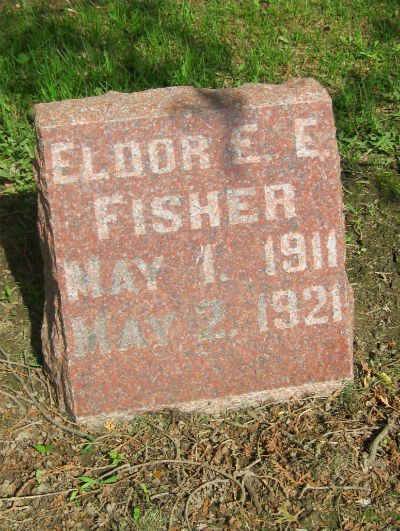 ELDOR E. E.
FISHER
MAY 1. 1911
MAY 2. 1921